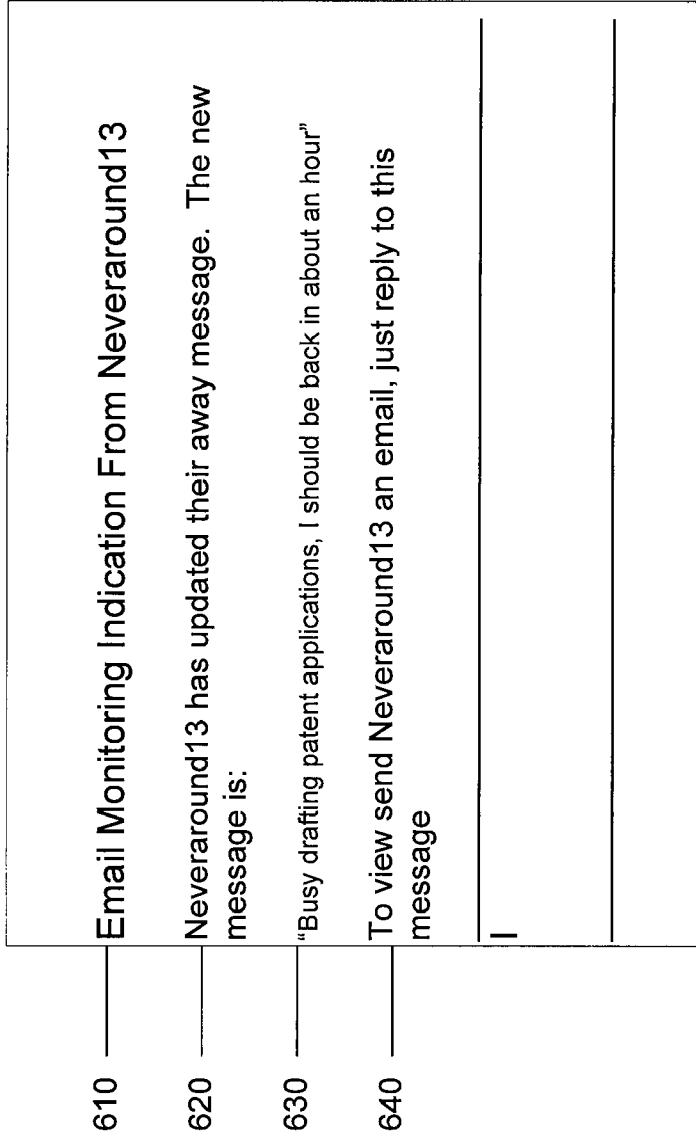 610 Email Monitoring Indication From Neveraround13
620 Neveraround13 has updated their away message. The new
message is:
630 “Busy drafting patent applications, I should be back in about an hour”
640 To view send Neveraround13 an email, just reply to this
message